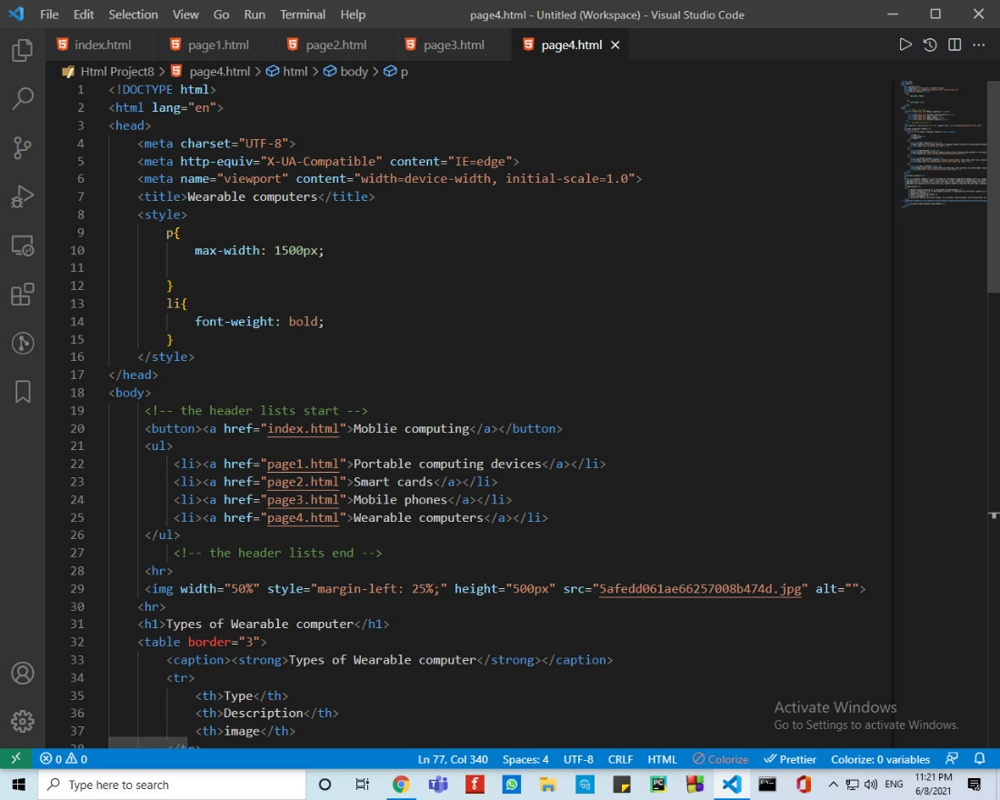 File Edit Selection View Go Run Terminal Help page4.html - Untitled (Workspace) - Visual Studio Code
index.html page1.html page2.html page3.html page4.html
Html Project8 > page4.html > html > body > p
1 <!DOCTYPE html>
2 <html lang="en">
3 <head>
4 <meta charset="UTF-8">
5 <meta http-equiv="X-UA-Compatible" content="IE=edge">
6 <meta name="viewport" content="width=device-width, initial-scale=1.0">
7 <title>Wearable computers</title>
8 <style>
9 p{
10 max-width: 1500px;
11
12 }
13 li{
14 font-weight: bold;
15 }
16 </style>
17 </head>
18 <body>
19 <!-- the header lists start -->
20 <button><a href="index.html">Moblie computing</a></button>
21 <ul>
22 <li><a href="page1.html">Portable computing devices</a></li>
23 <li><a href="page2.html">Smart cards</a></li>
24 <li><a href="page3.html">Mobile phones</a></li>
25 <li><a href="page4.html">Wearable computers</a></li>
26 </ul>
27 <!-- the header lists end -->
28 <hr>
29 <img width="50%" style="margin-left: 25%;" height="500px" src="5afedd061ae66257008b474d.jpg" alt="">
30 <hr>
31 <h1>Types of Wearable computer</h1>
32 <table border="3">
33 <caption><strong>Types of Wearable computer</strong></caption>
34 <tr>
35 <th>Type</th>
36 <th>Description</th>
37 <th>image</th>
38 </tr>
Activate Windows
Go to Settings to activate Windows.
0 0 Ln 77, Col 340 Spaces: 4 UTF-8 CRLF HTML Colorize Prettier Colorize: 0 variables
Type here to search ENG 11:21 PM
6/8/2021